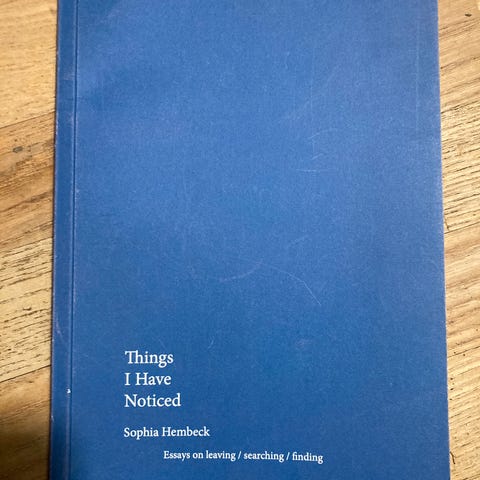 Things
I Have
Noticed
Sophia Hembeck
Essays on leaving / searching / finding